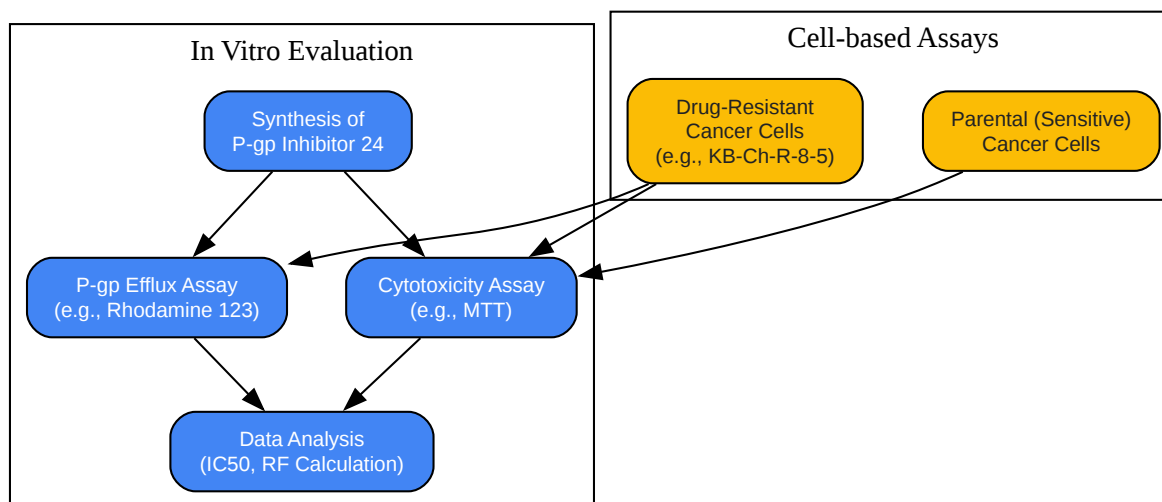 In Vitro Evaluation
Synthesis of
P-gp Inhibitor 24
P-gp Efflux Assay
(e.g., Rhodamine 123)
Cytotoxicity Assay
(e.g., MTT)
Data Analysis
(IC50, RF Calculation)
Cell-based Assays
Drug-Resistant
Cancer Cells
(e.g., KB-Ch-R-8-5)
Parental (Sensitive)
Cancer Cells